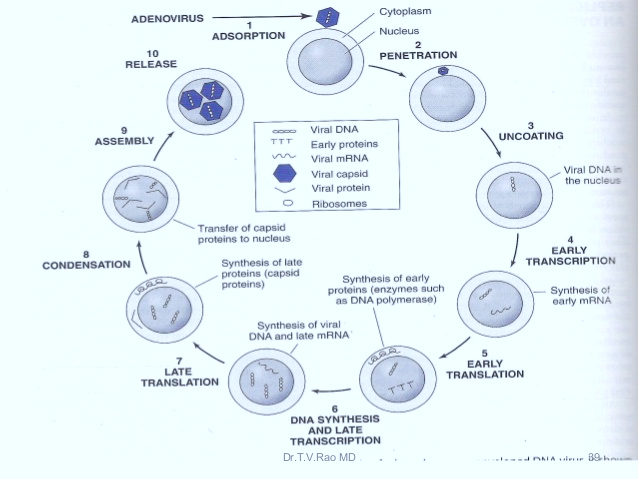 ADENOVIRUS
1
ADSORPTION
Cytoplasm
Nucleus
2
PENETRATION
3
UNCOATING
Viral DNA in
the nucleus
4
EARLY
TRANSCRIPTION
Synthesis of
early mRNA
5
EARLY
TRANSLATION
Synthesis of early
proteins (enzymes such
as DNA polymerase)
6
DNA SYNTHESIS
AND LATE
TRANSCRIPTION
Synthesis of viral
DNA and late mRNA
7
LATE
TRANSLATION
Synthesis of late
proteins (capsid
proteins)
8
CONDENSATION
Transfer of capsid
proteins to nucleus
9
ASSEMBLY
10
RELEASE
Viral DNA
Early proteins
Viral mRNA
Viral capsid
Viral protein
Ribosomes
Dr.T.V.Rao MD
89
DNA virus